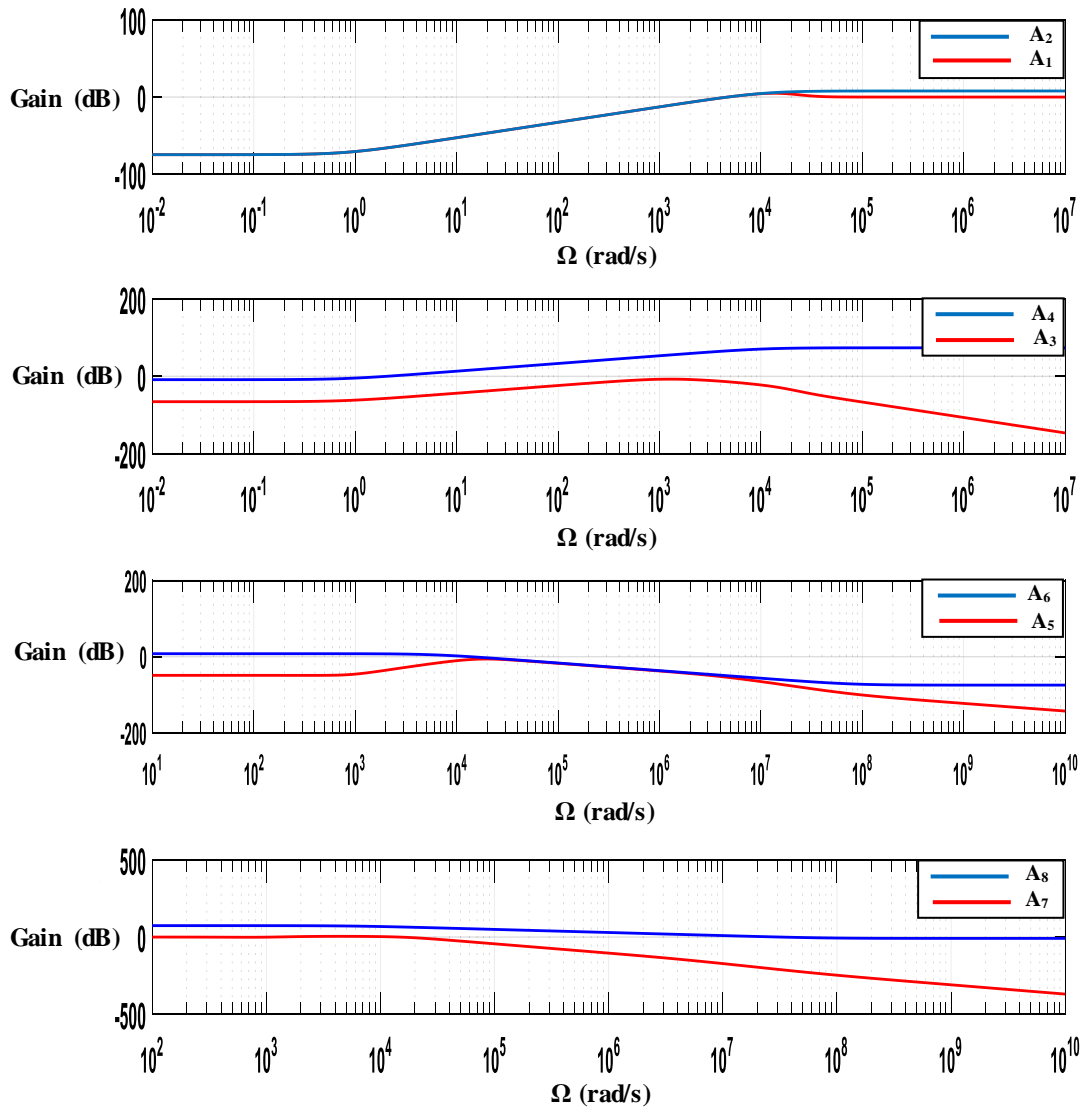 100
0
-100
Gain (dB)
A₂
A₁
10⁻² 10⁻¹ 10⁰ 10¹ 10² 10³ 10⁴ 10⁵ 10⁶ 10⁷
Ω (rad/s)
200
0
-200
Gain (dB)
A₄
A₃
10⁻² 10⁻¹ 10⁰ 10¹ 10² 10³ 10⁴ 10⁵ 10⁶ 10⁷
Ω (rad/s)
200
0
-200
Gain (dB)
A₆
A₅
10¹ 10² 10³ 10⁴ 10⁵ 10⁶ 10⁷ 10⁸ 10⁹ 10¹⁰
Ω (rad/s)
500
0
-500
Gain (dB)
A₈
A₇
10² 10³ 10⁴ 10⁵ 10⁶ 10⁷ 10⁸ 10⁹ 10¹⁰
Ω (rad/s)